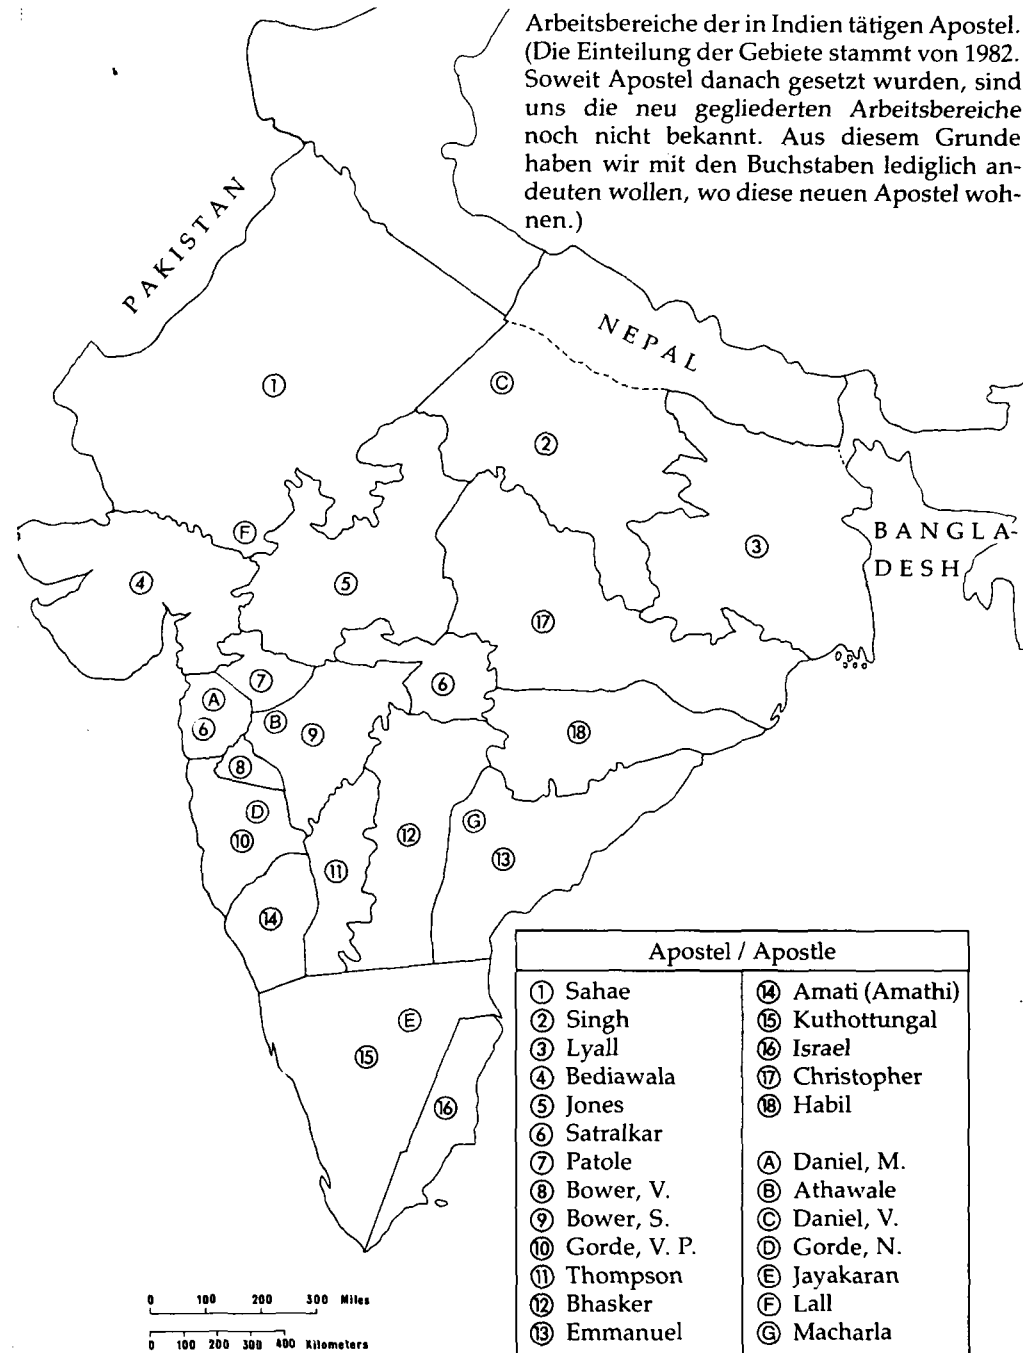 Arbeitsbereiche der in Indien tätigen Apostel.
(Die Einteilung der Gebiete stammt von 1982.
Soweit Apostel danach gesetzt wurden, sind
uns die neu gegliederten Arbeitsbereiche
noch nicht bekannt. Aus diesem Grunde
haben wir mit den Buchstaben lediglich an-
deuten wollen, wo diese neuen Apostel woh-
nen.)
PAKISTAN
NEPAL
1
C
2
BANGLA-
DESH
F
3
4
5
17
7
6
A
B
6
9
18
8
D
G
10
12
13
11
14
E
15
16
Apostel / Apostle
1 Sahae
2 Singh
3 Lyall
4 Bediawala
5 Jones
6 Satralkar
7 Patole
8 Bower, V.
9 Bower, S.
10 Gorde, V. P.
11 Thompson
12 Bhasker
13 Emmanuel
14 Amati (Amathi)
15 Kuthottungal
16 Israel
17 Christopher
18 Habil
A Daniel, M.
B Athawale
C Daniel, V.
D Gorde, N.
E Jayakaran
F Lall
G Macharla
0 100 200 300 Miles
0 100 200 300 400 Kilometers